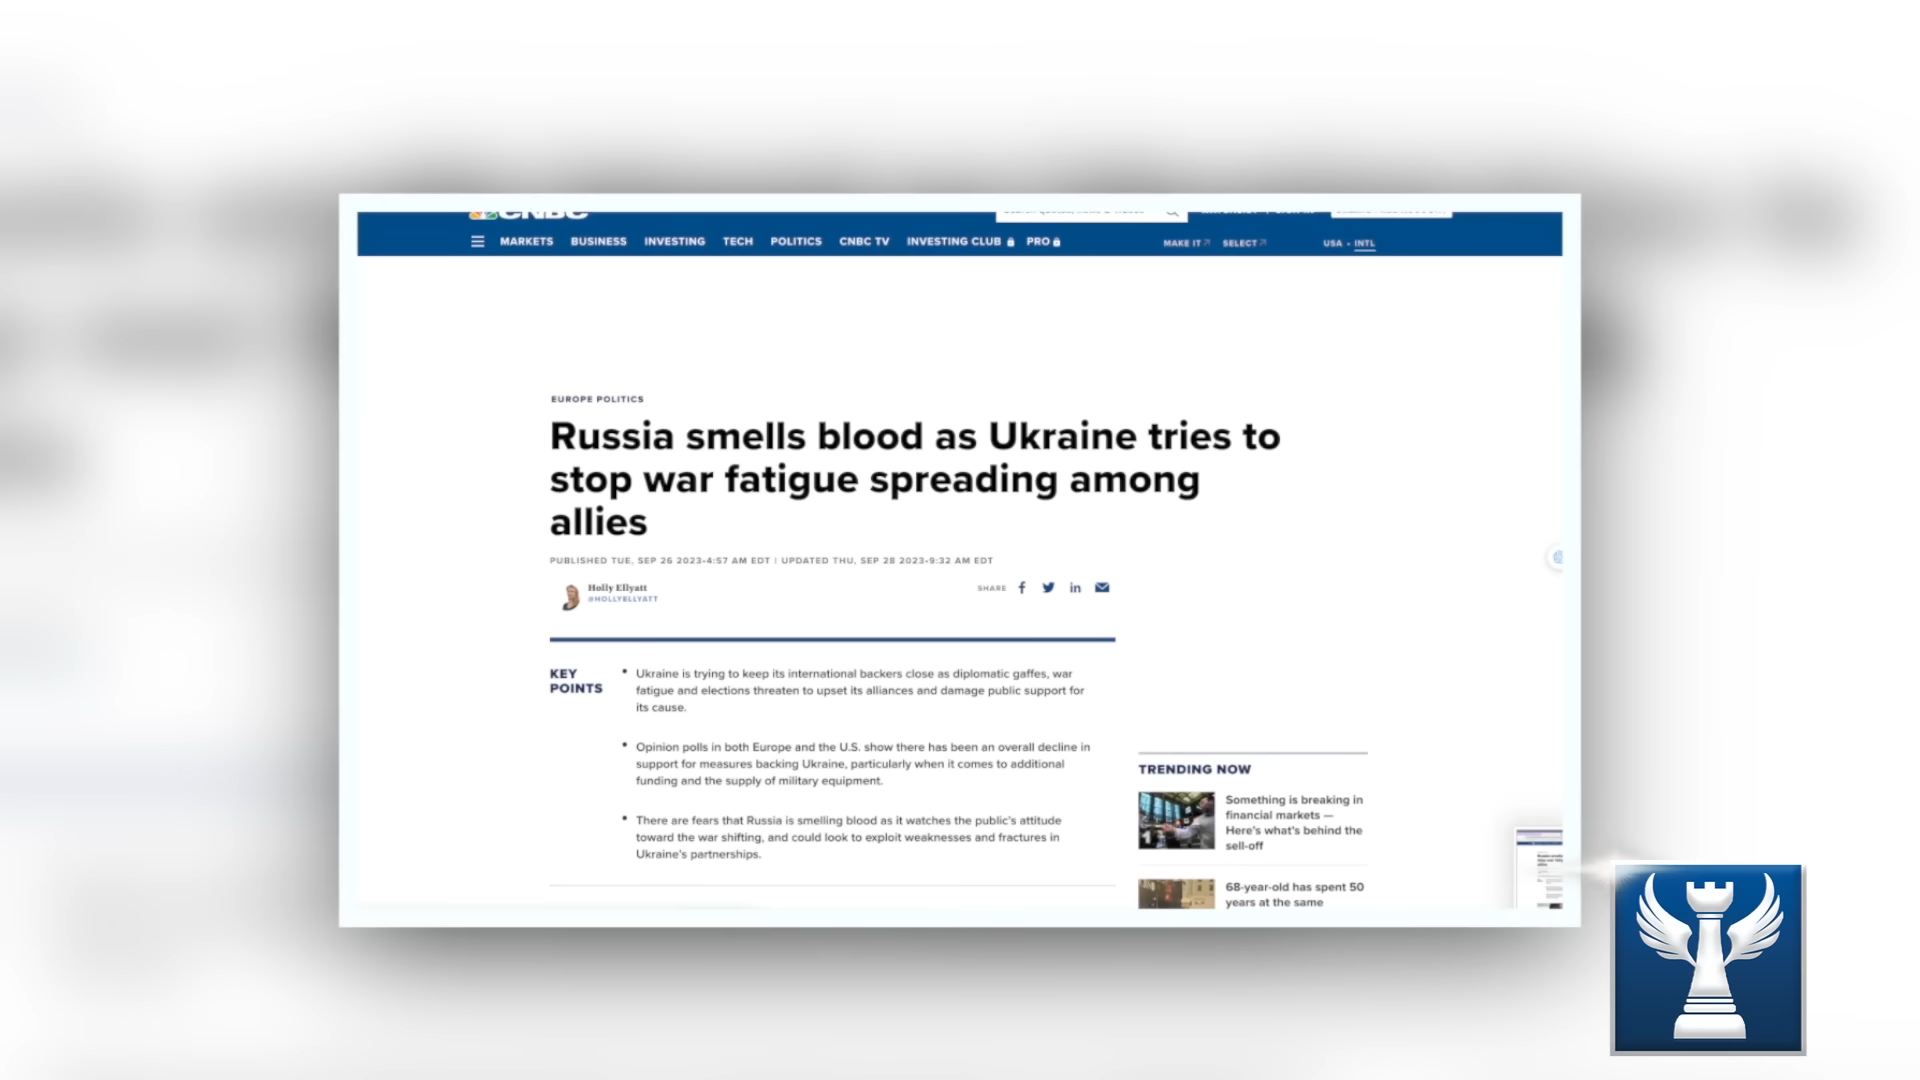 CNBC
MARKETS BUSINESS INVESTING TECH POLITICS CNBC TV INVESTING CLUB PRO MAKE IT SELECT USA • INTL
EUROPE POLITICS
Russia smells blood as Ukraine tries to
stop war fatigue spreading among
allies
PUBLISHED TUE, SEP 26 2023•4:57 AM EDT | UPDATED THU, SEP 28 2023•9:32 AM EDT
Holly Ellyatt
@HOLLYELLYATT
SHARE
KEY
POINTS
• Ukraine is trying to keep its international backers close as diplomatic gaffes, war
fatigue and elections threaten to upset its alliances and damage public support for
its cause.
• Opinion polls in both Europe and the U.S. show there has been an overall decline in
support for measures backing Ukraine, particularly when it comes to additional
funding and the supply of military equipment.
• There are fears that Russia is smelling blood as it watches the public's attitude
toward the war shifting, and could look to exploit weaknesses and fractures in
Ukraine's partnerships.
TRENDING NOW
Something is breaking in
financial markets —
Here's what's behind the
sell-off
68-year-old has spent 50
years at the same